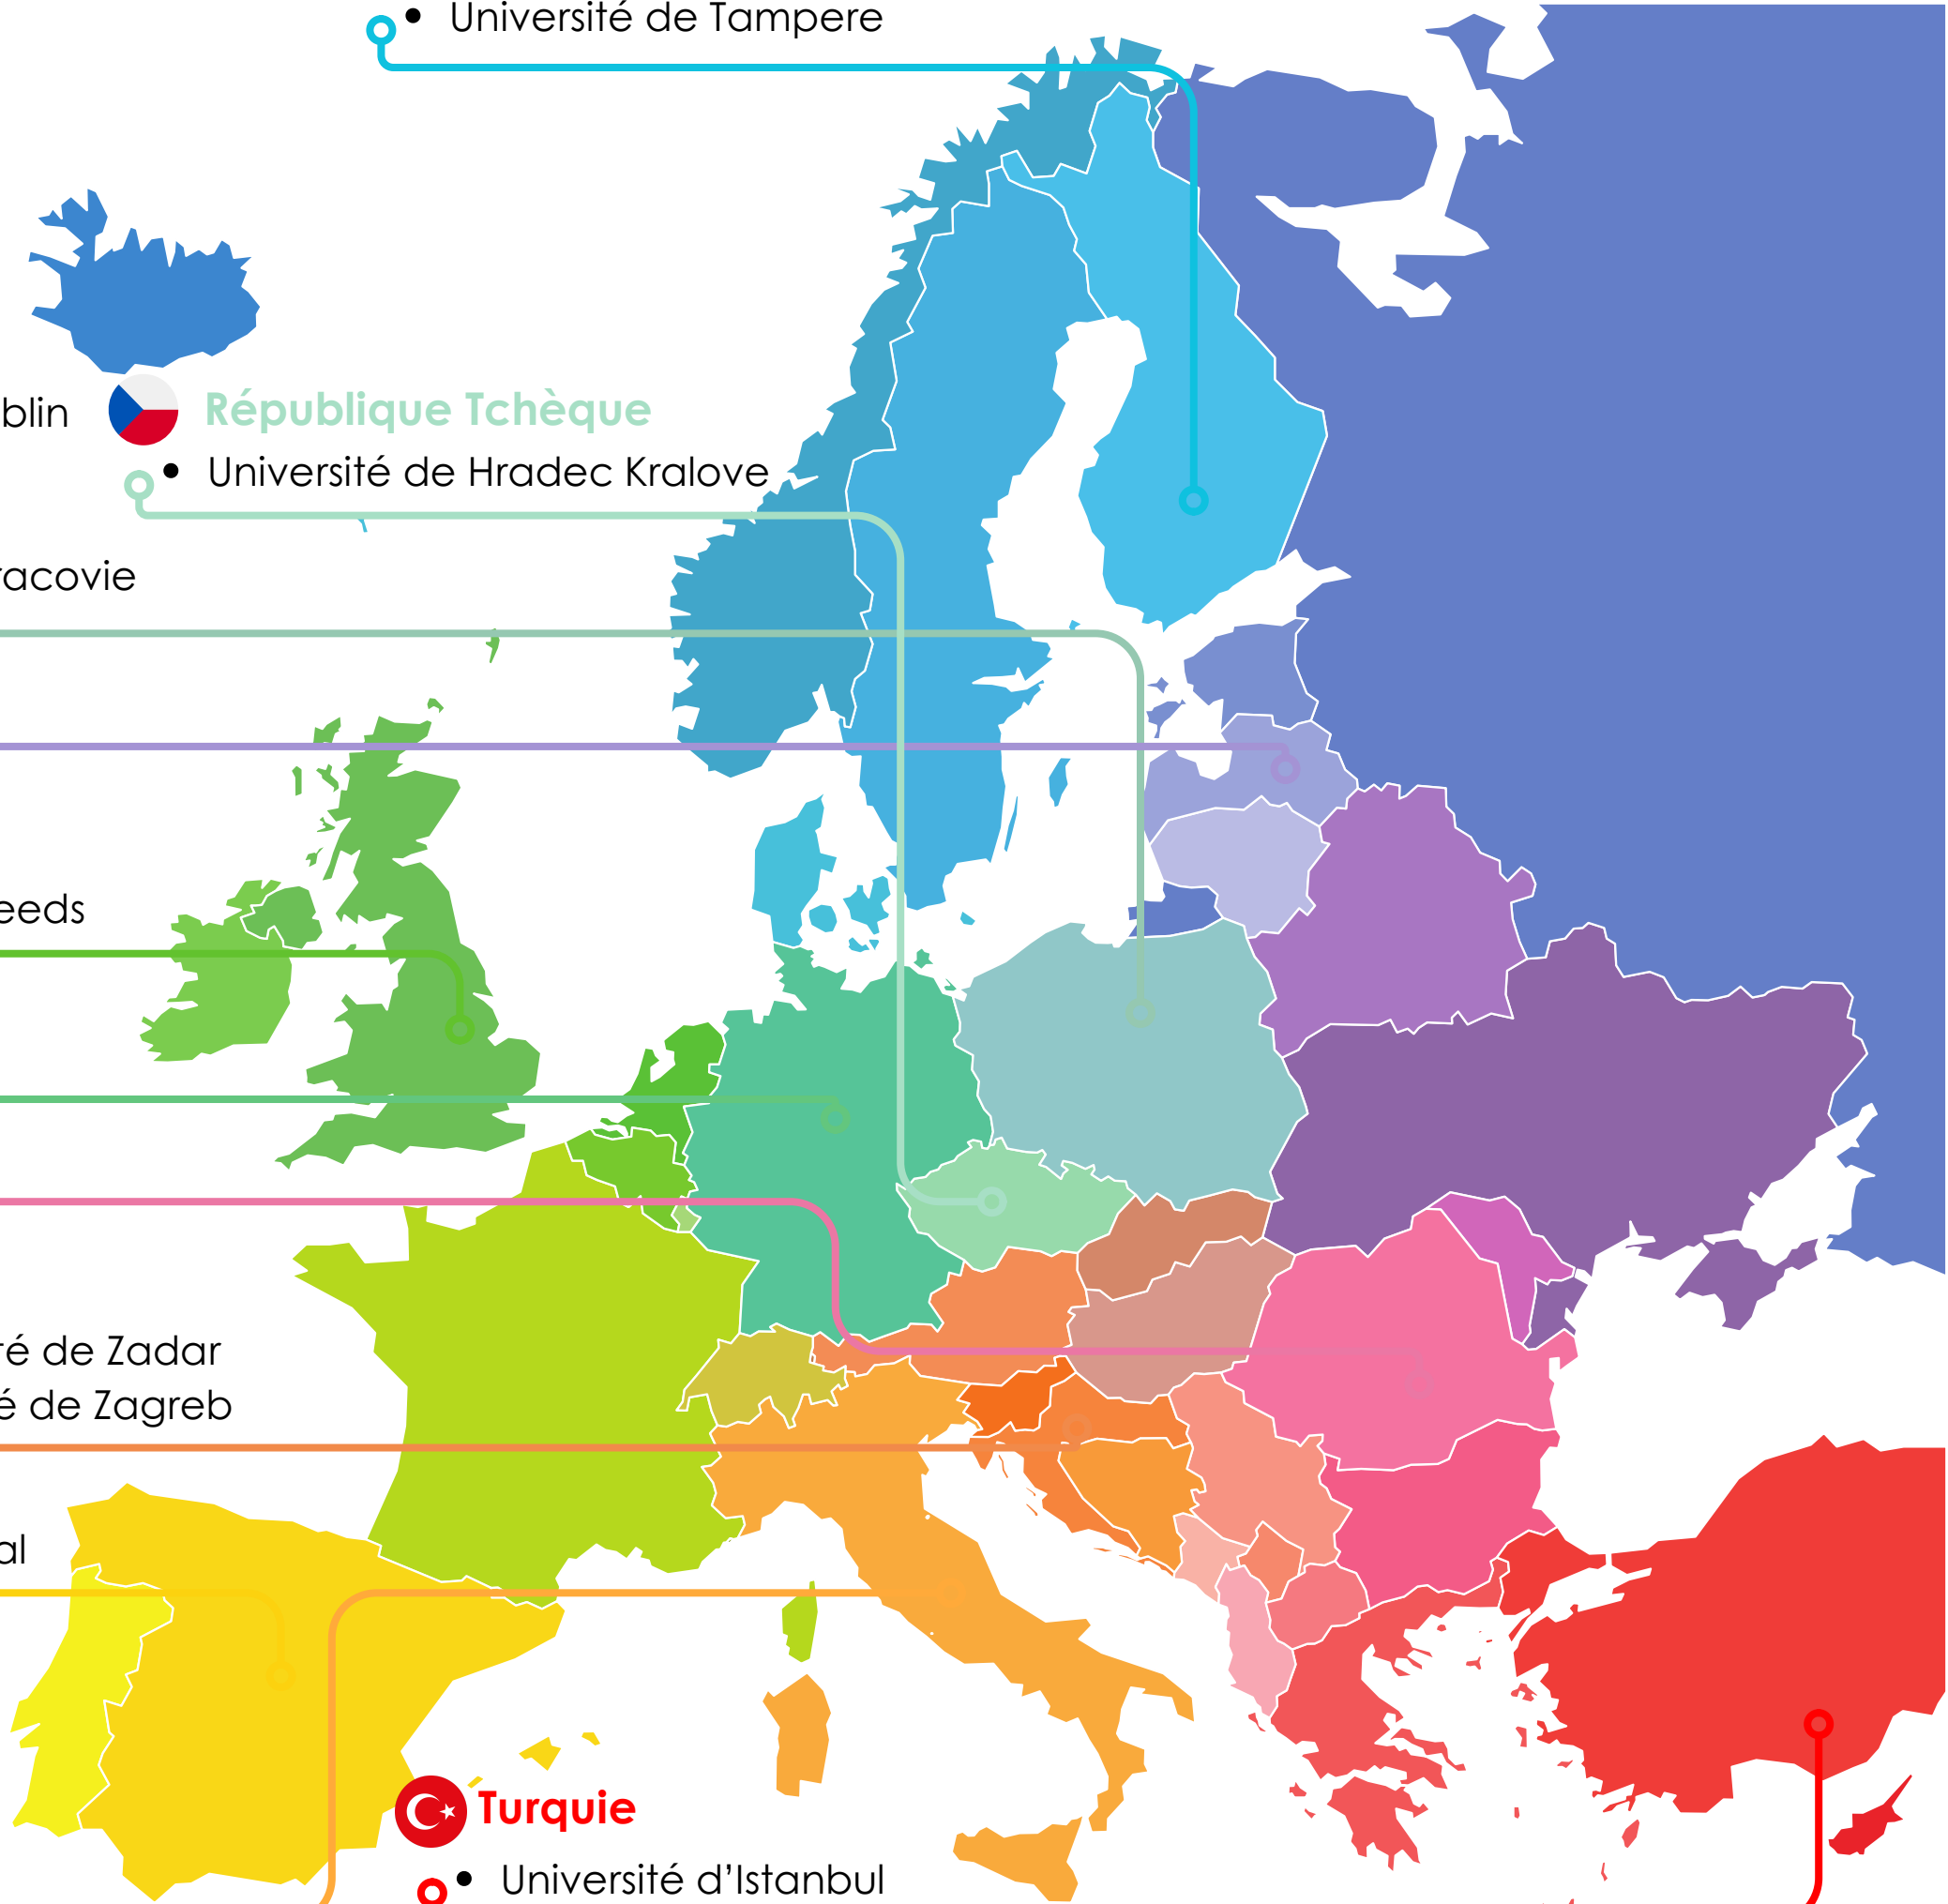 • Université de Tampere
blin
République Tchèque
• Université de Hradec Kralove
racovie
eeds
té de Zadar
é de Zagreb
al
Turquie
• Université d’Istanbul